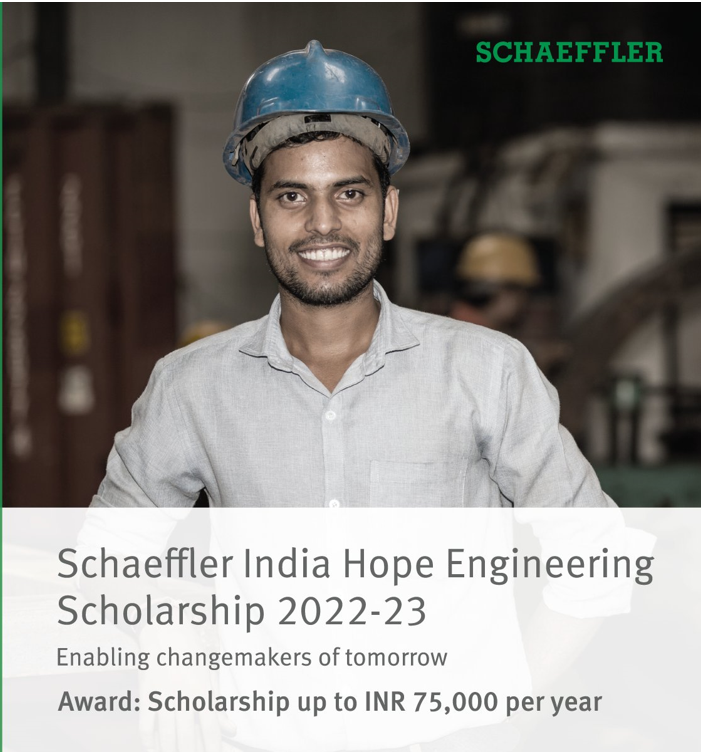 SCHAEFFLER
Schaeffler India Hope Engineering
Scholarship 2022-23
Enabling changemakers of tomorrow
Award: Scholarship up to INR 75,000 per year